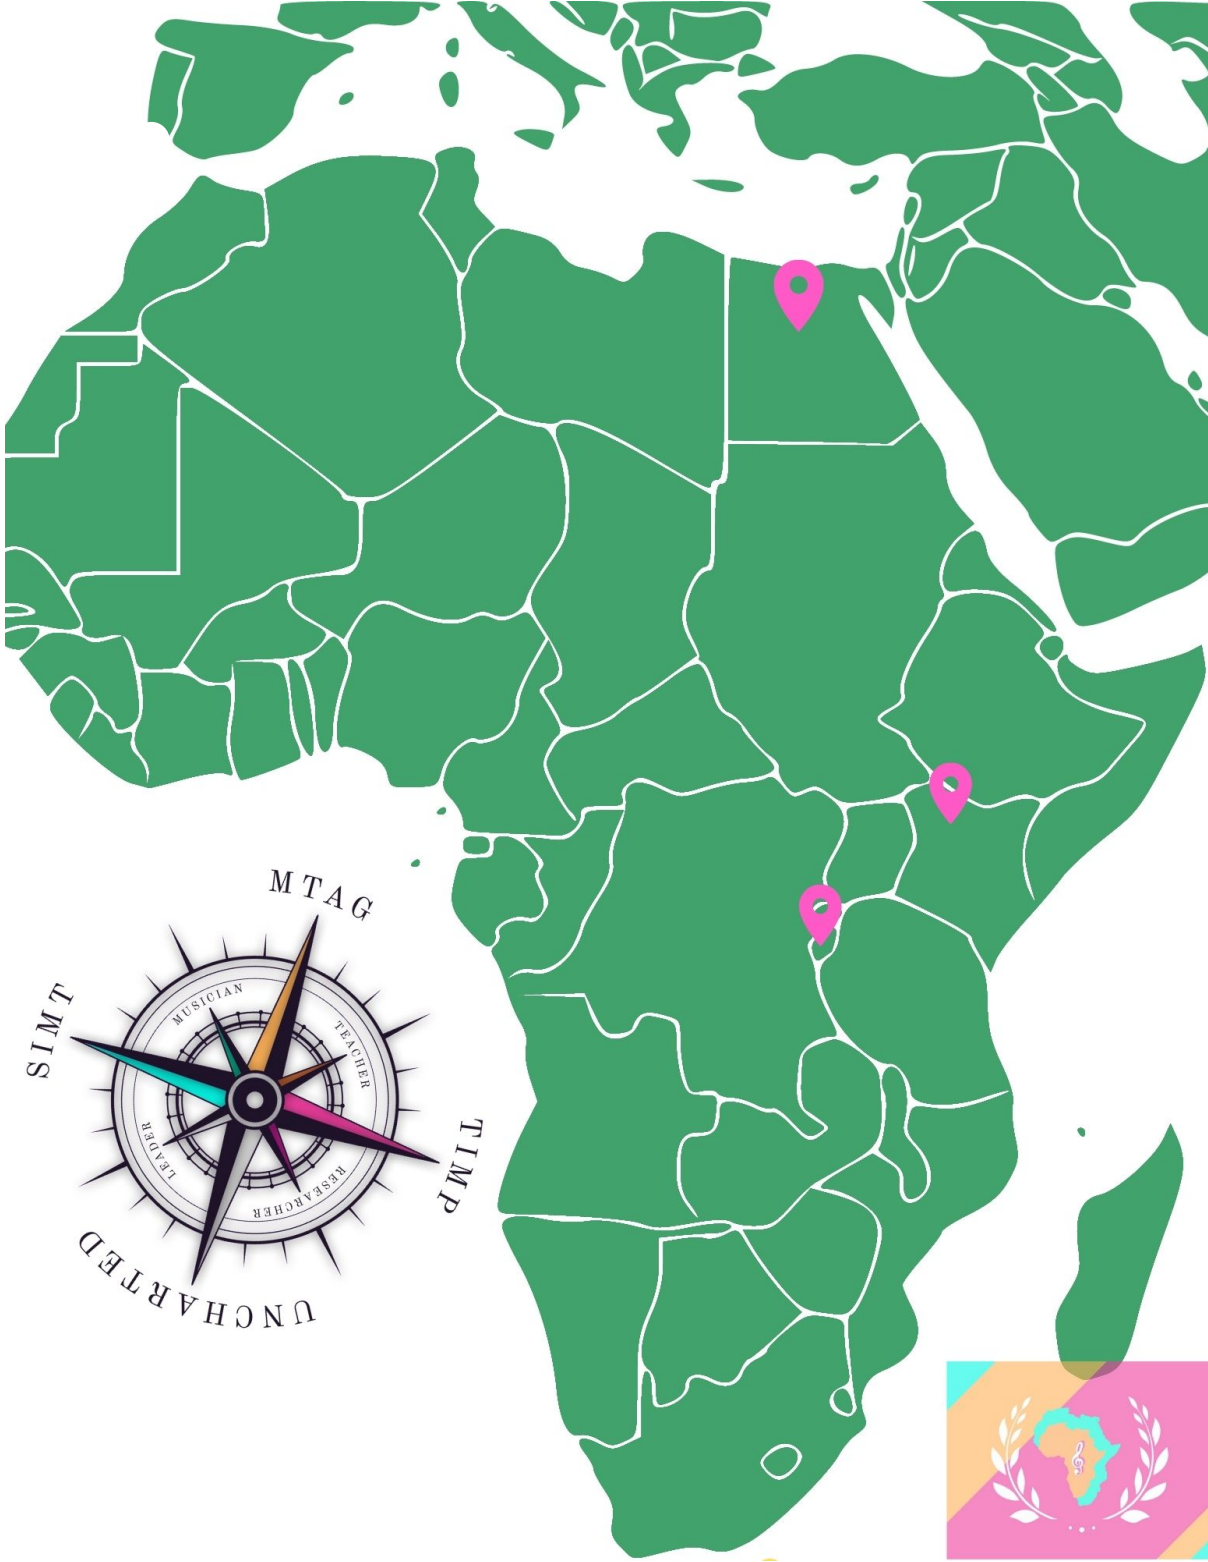 MTAG
SIMT
MUSICIAN
TEACHER
LEADER
RESEARCHER
TIMP
UNCHARTED